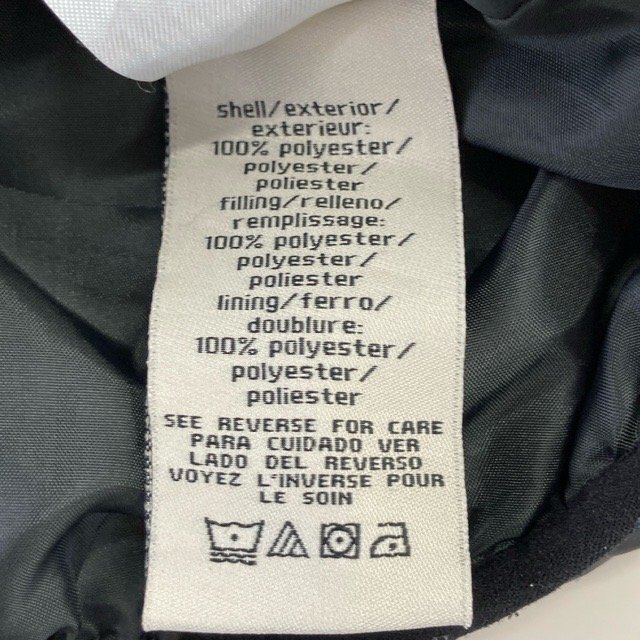 shell/exterior/
exterieur:
100% polyester/
polyester/
poliester
filling/relleno/
remplissage:
100% polyester/
polyester/
poliester
lining/ferro/
doublure:
100% polyester/
polyester/
poliester
SEE REVERSE FOR CARE
PARA CUIDADO VER
LADO DEL REVERSO
VOYEZ L'INVERSE POUR
LE SOIN